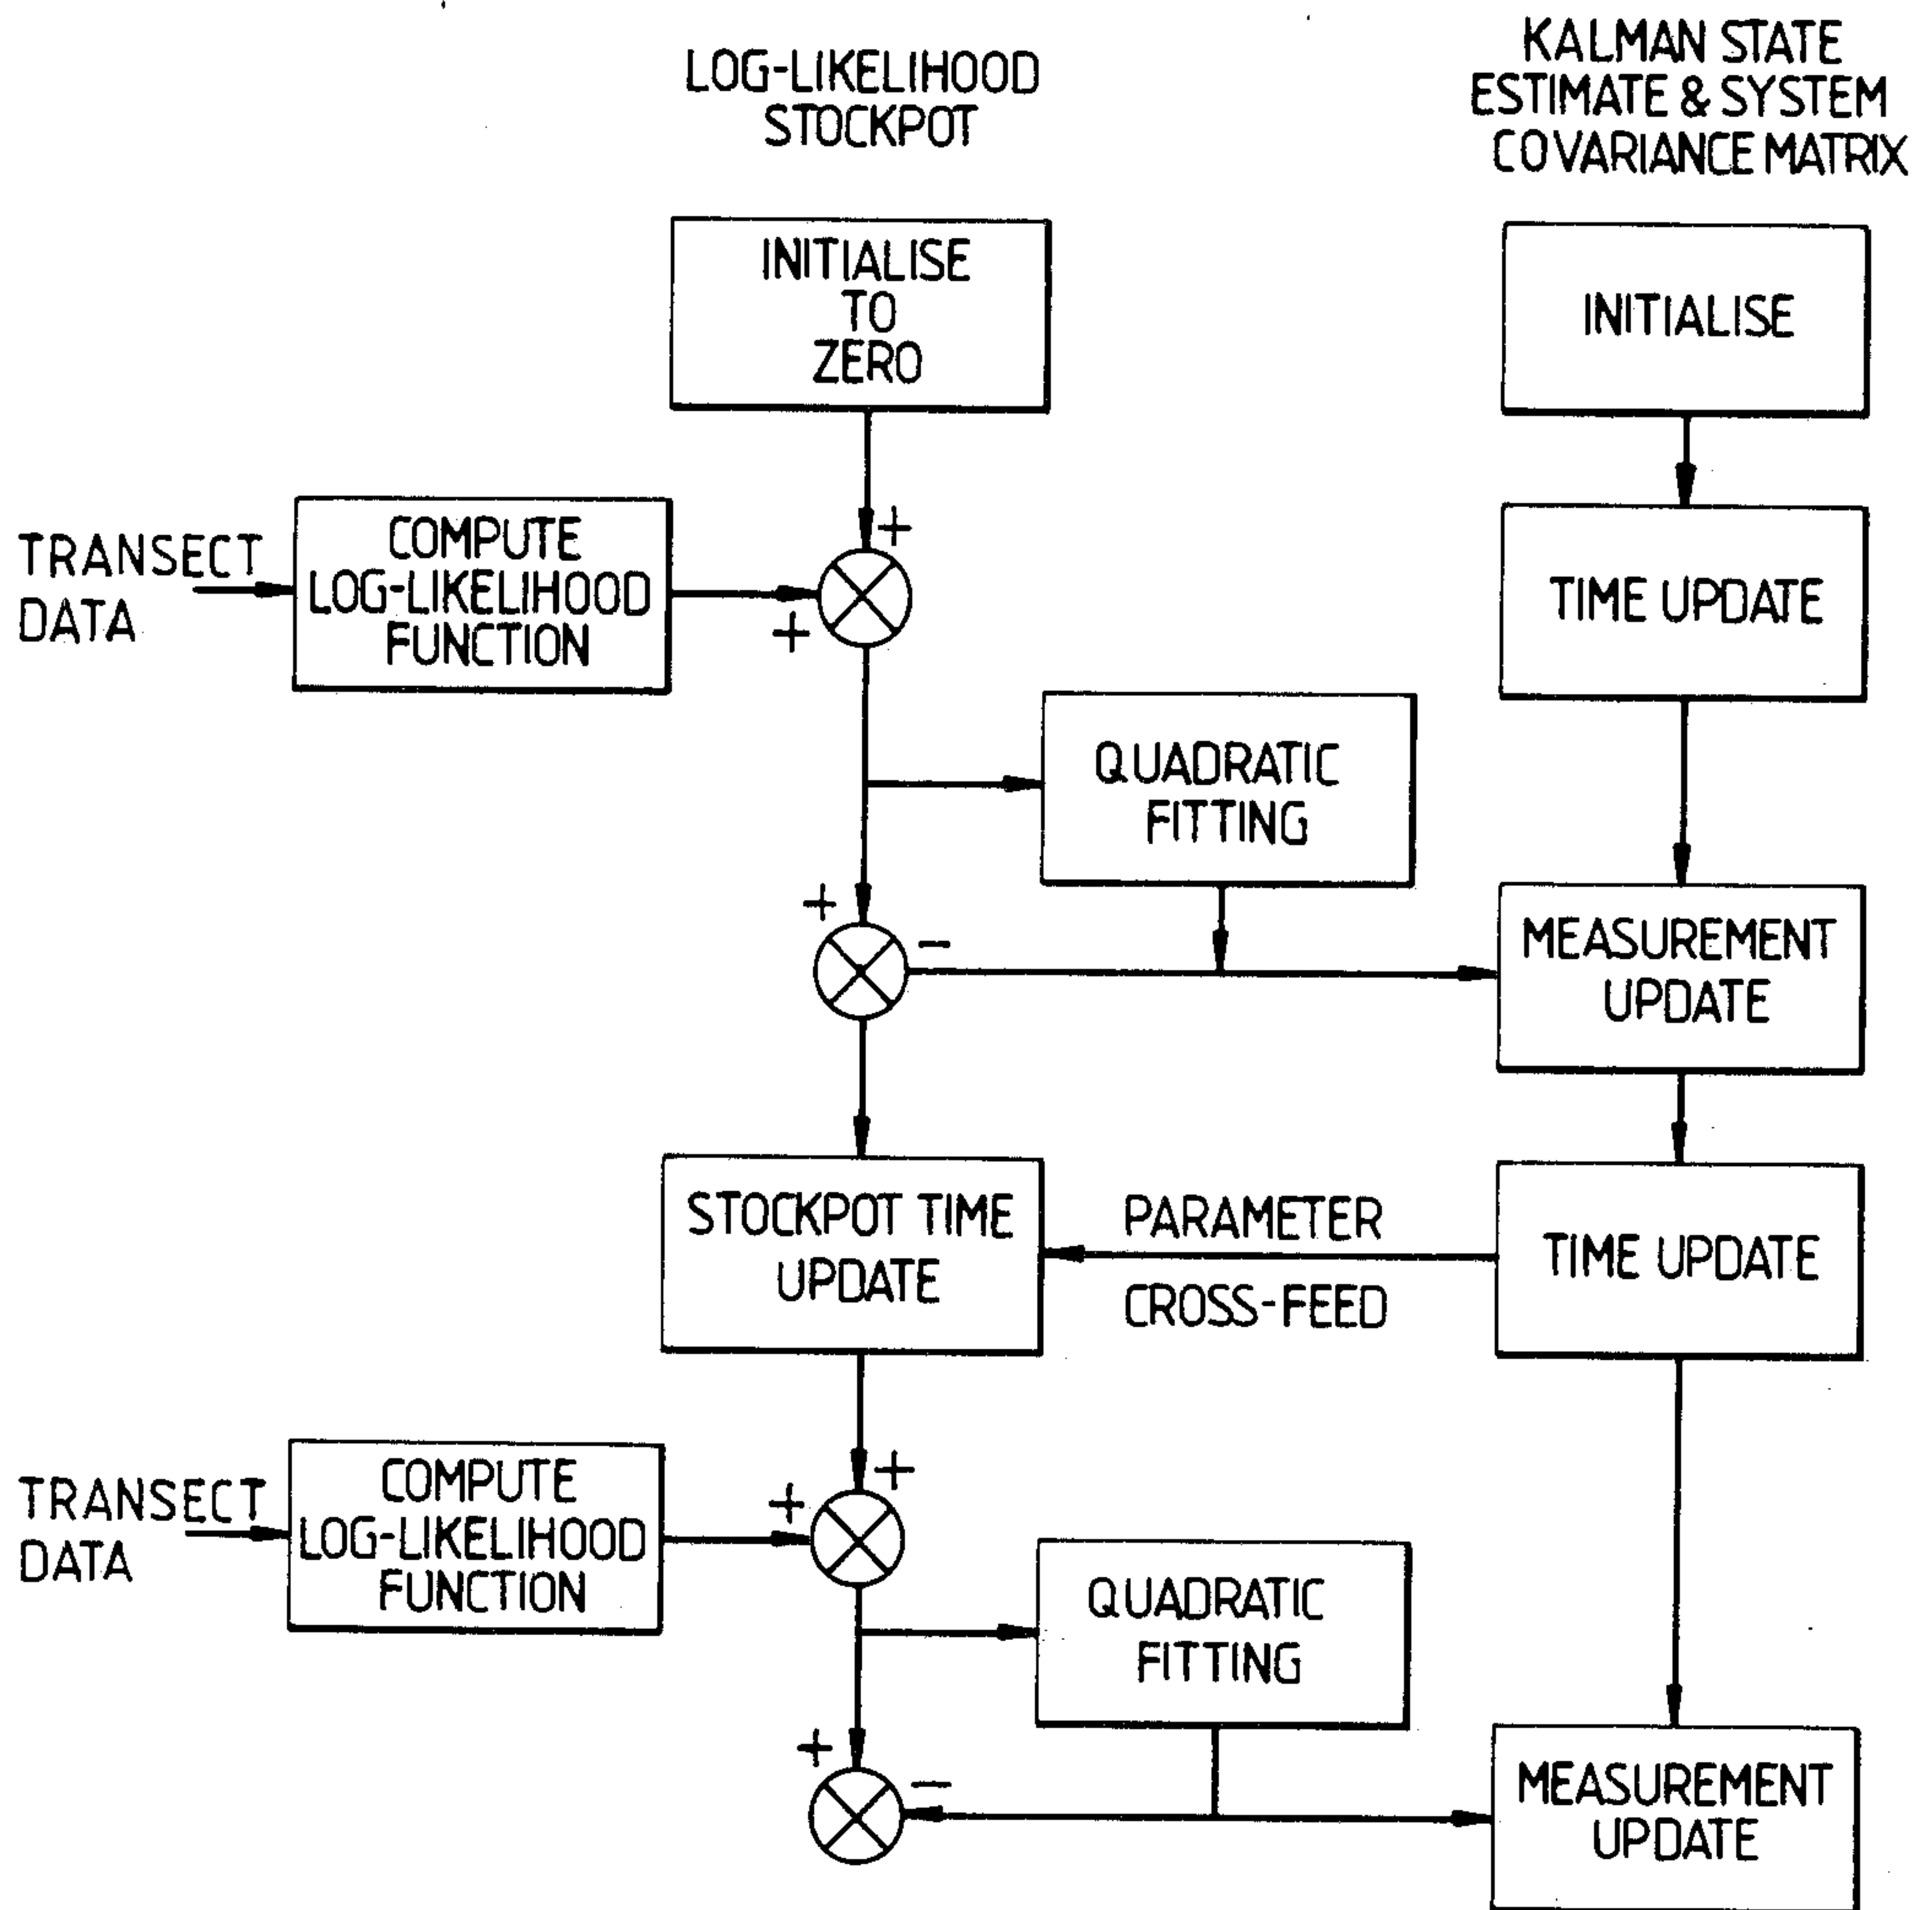 LOG-LIKELIHOOD
STOCKPOT
KALMAN STATE
ESTIMATE & SYSTEM
COVARIANCE MATRIX
INITIALISE
TO
ZERO
INITIALISE
TRANSECT
DATA
COMPUTE
LOG-LIKELIHOOD
FUNCTION
+
+
TIME UPDATE
QUADRATIC
FITTING
+
-
MEASUREMENT
UPDATE
STOCKPOT TIME
UPDATE
PARAMETER
CROSS-FEED
TIME UPDATE
TRANSECT
DATA
COMPUTE
LOG-LIKELIHOOD
FUNCTION
+
+
QUADRATIC
FITTING
+
-
MEASUREMENT
UPDATE